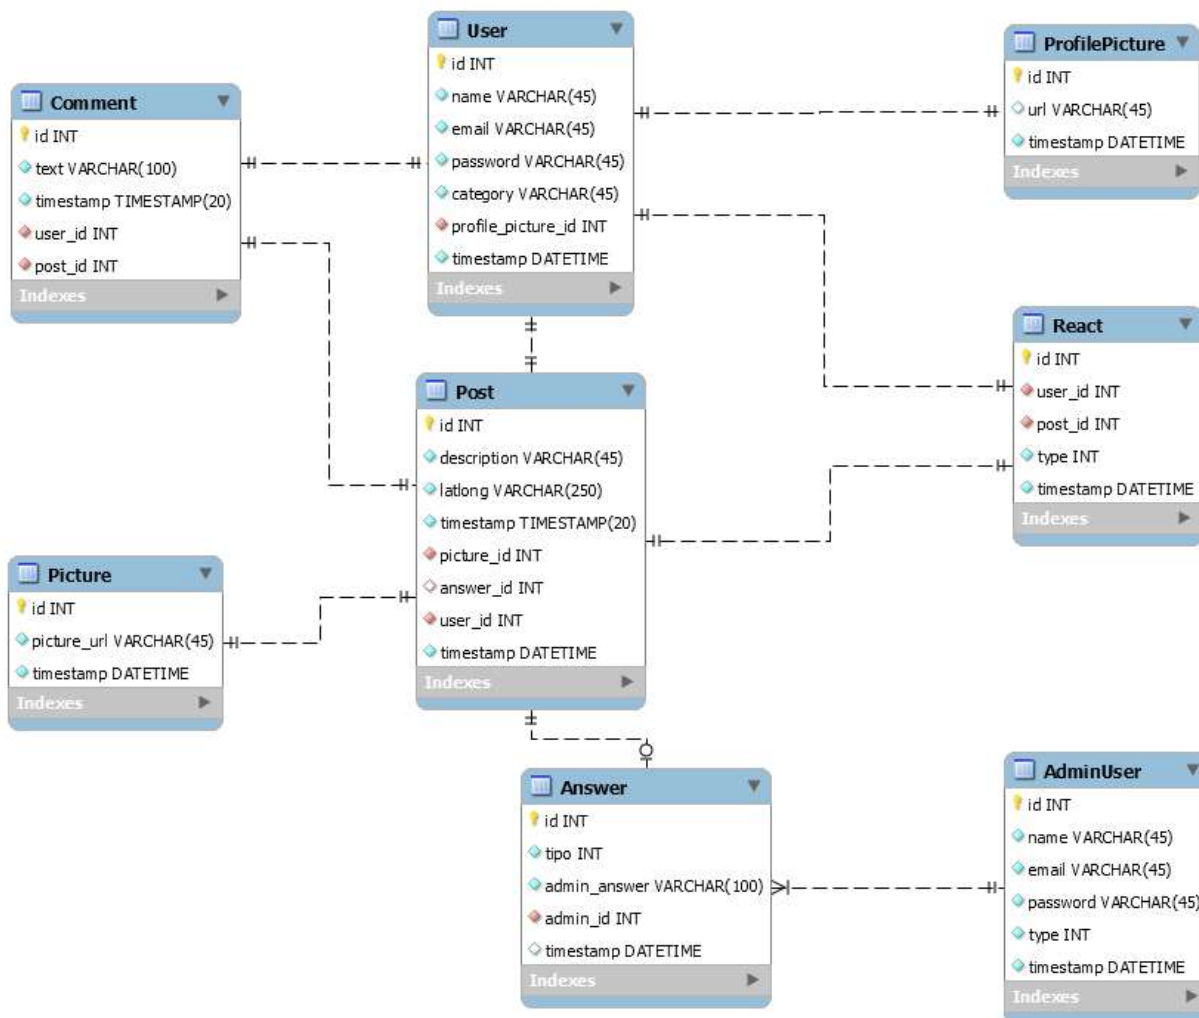 User
id INT
name VARCHAR(45)
email VARCHAR(45)
password VARCHAR(45)
category VARCHAR(45)
profile_picture_id INT
timestamp DATETIME
Indexes
ProfilePicture
id INT
url VARCHAR(45)
timestamp DATETIME
Indexes
Comment
id INT
text VARCHAR(100)
timestamp TIMESTAMP(20)
user_id INT
post_id INT
Indexes
React
id INT
user_id INT
post_id INT
type INT
timestamp DATETIME
Indexes
Post
id INT
description VARCHAR(45)
latlong VARCHAR(250)
timestamp TIMESTAMP(20)
picture_id INT
answer_id INT
user_id INT
timestamp DATETIME
Indexes
Picture
id INT
picture_url VARCHAR(45)
timestamp DATETIME
Indexes
Answer
id INT
tipo INT
admin_answer VARCHAR(100)
admin_id INT
timestamp DATETIME
Indexes
AdminUser
id INT
name VARCHAR(45)
email VARCHAR(45)
password VARCHAR(45)
type INT
timestamp DATETIME
Indexes